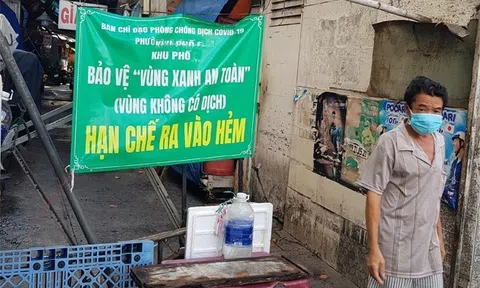 BAN CHỈ ĐẠO PHÒNG CHỐNG DỊCH COVID-19
KHU PHỐ
BẢO VỆ "VÙNG XANH AN TOÀN"
(VÙNG KHÔNG CÓ DỊCH)
HẠN CHẾ RA VÀO HẺM